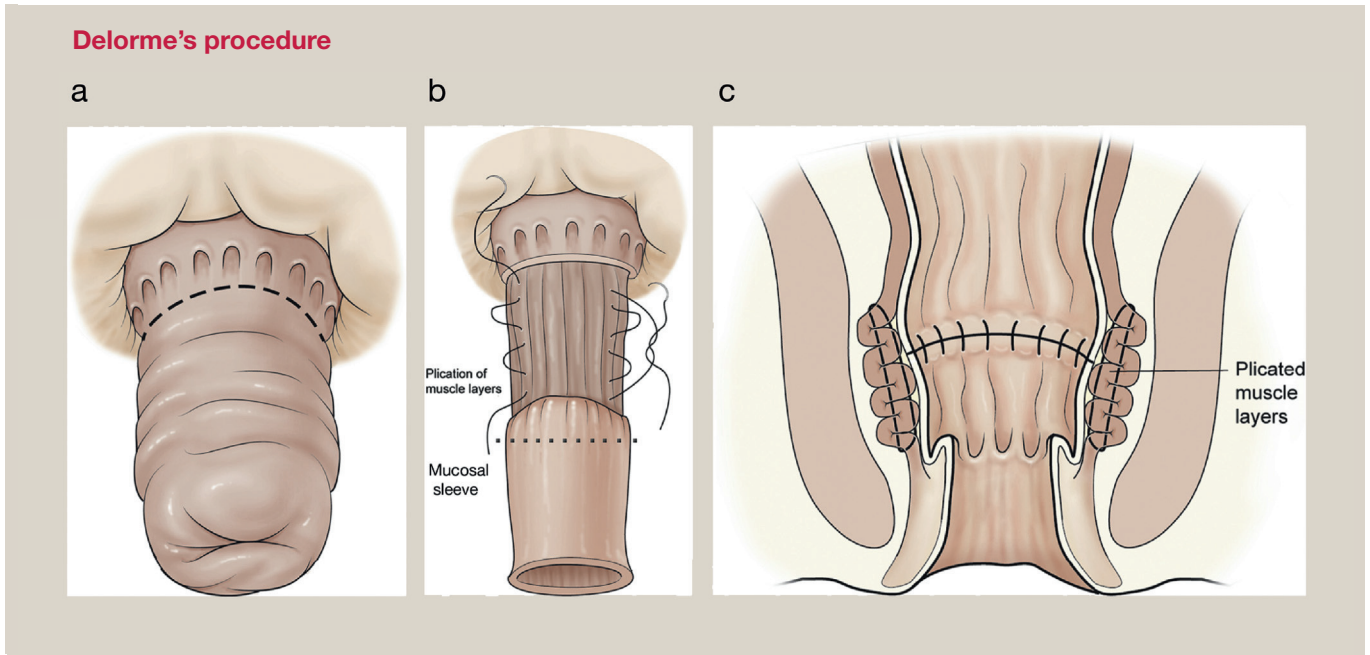 Delorme’s procedure
a
b
c
Plication of
muscle layers
Mucosal
sleeve
Plicated
muscle
layers